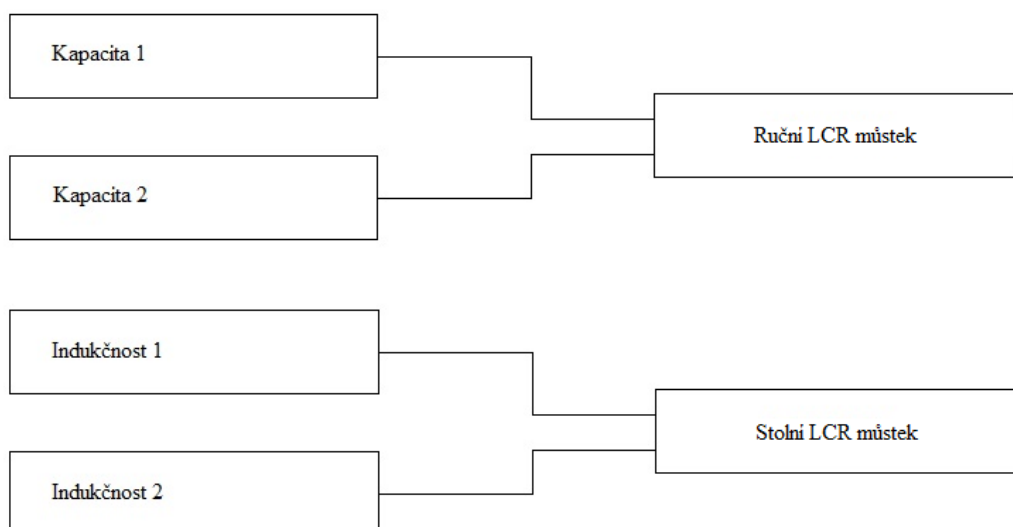 Kapacita 1
Ruční LCR můstek
Kapacita 2
Indukčnost 1
Stolní LCR můstek
Indukčnost 2